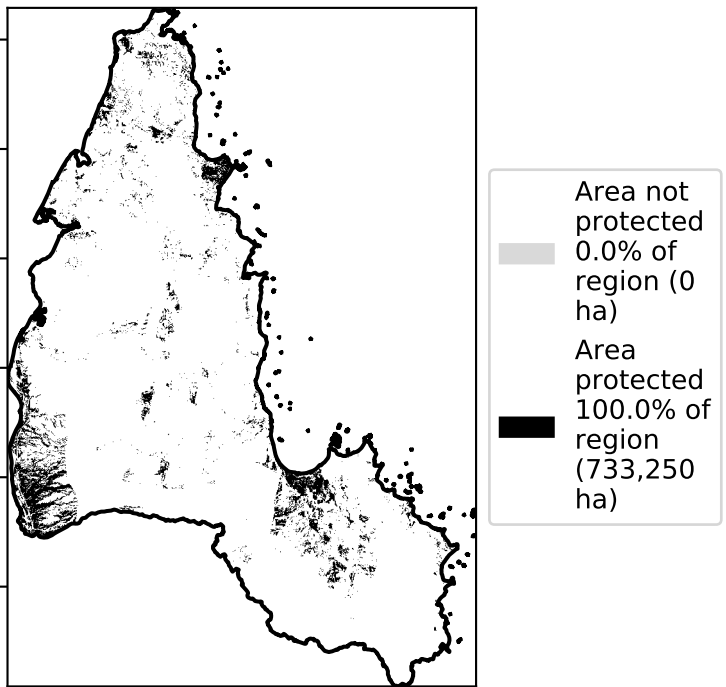 Area not
protected
0.0% of
region (0
ha)
Area
protected
100.0% of
region
(733,250
ha)